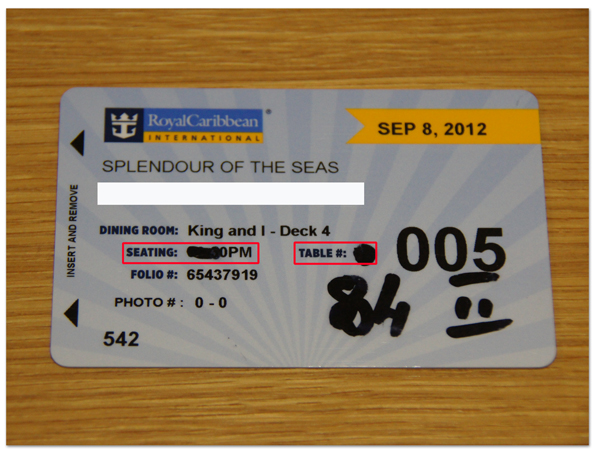 RoyalCaribbean®
INTERNATIONAL
SEP 8, 2012
SPLENDOUR OF THE SEAS
INSERT AND REMOVE
DINING ROOM: King and I - Deck 4
SEATING: 0PM TABLE #:
005
FOLIO #: 65437919
84
PHOTO # : 0 - 0
542